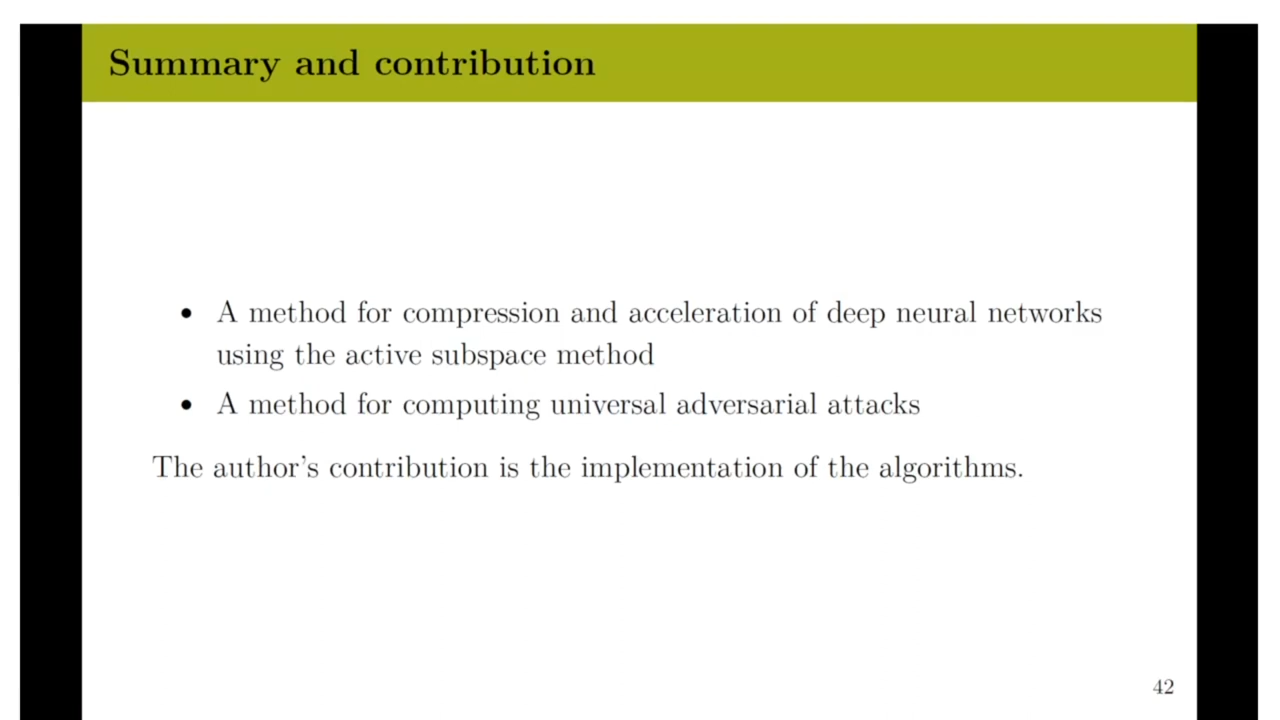 Summary and contribution
• A method for compression and acceleration of deep neural networks
using the active subspace method
• A method for computing universal adversarial attacks
The author's contribution is the implementation of the algorithms.
42